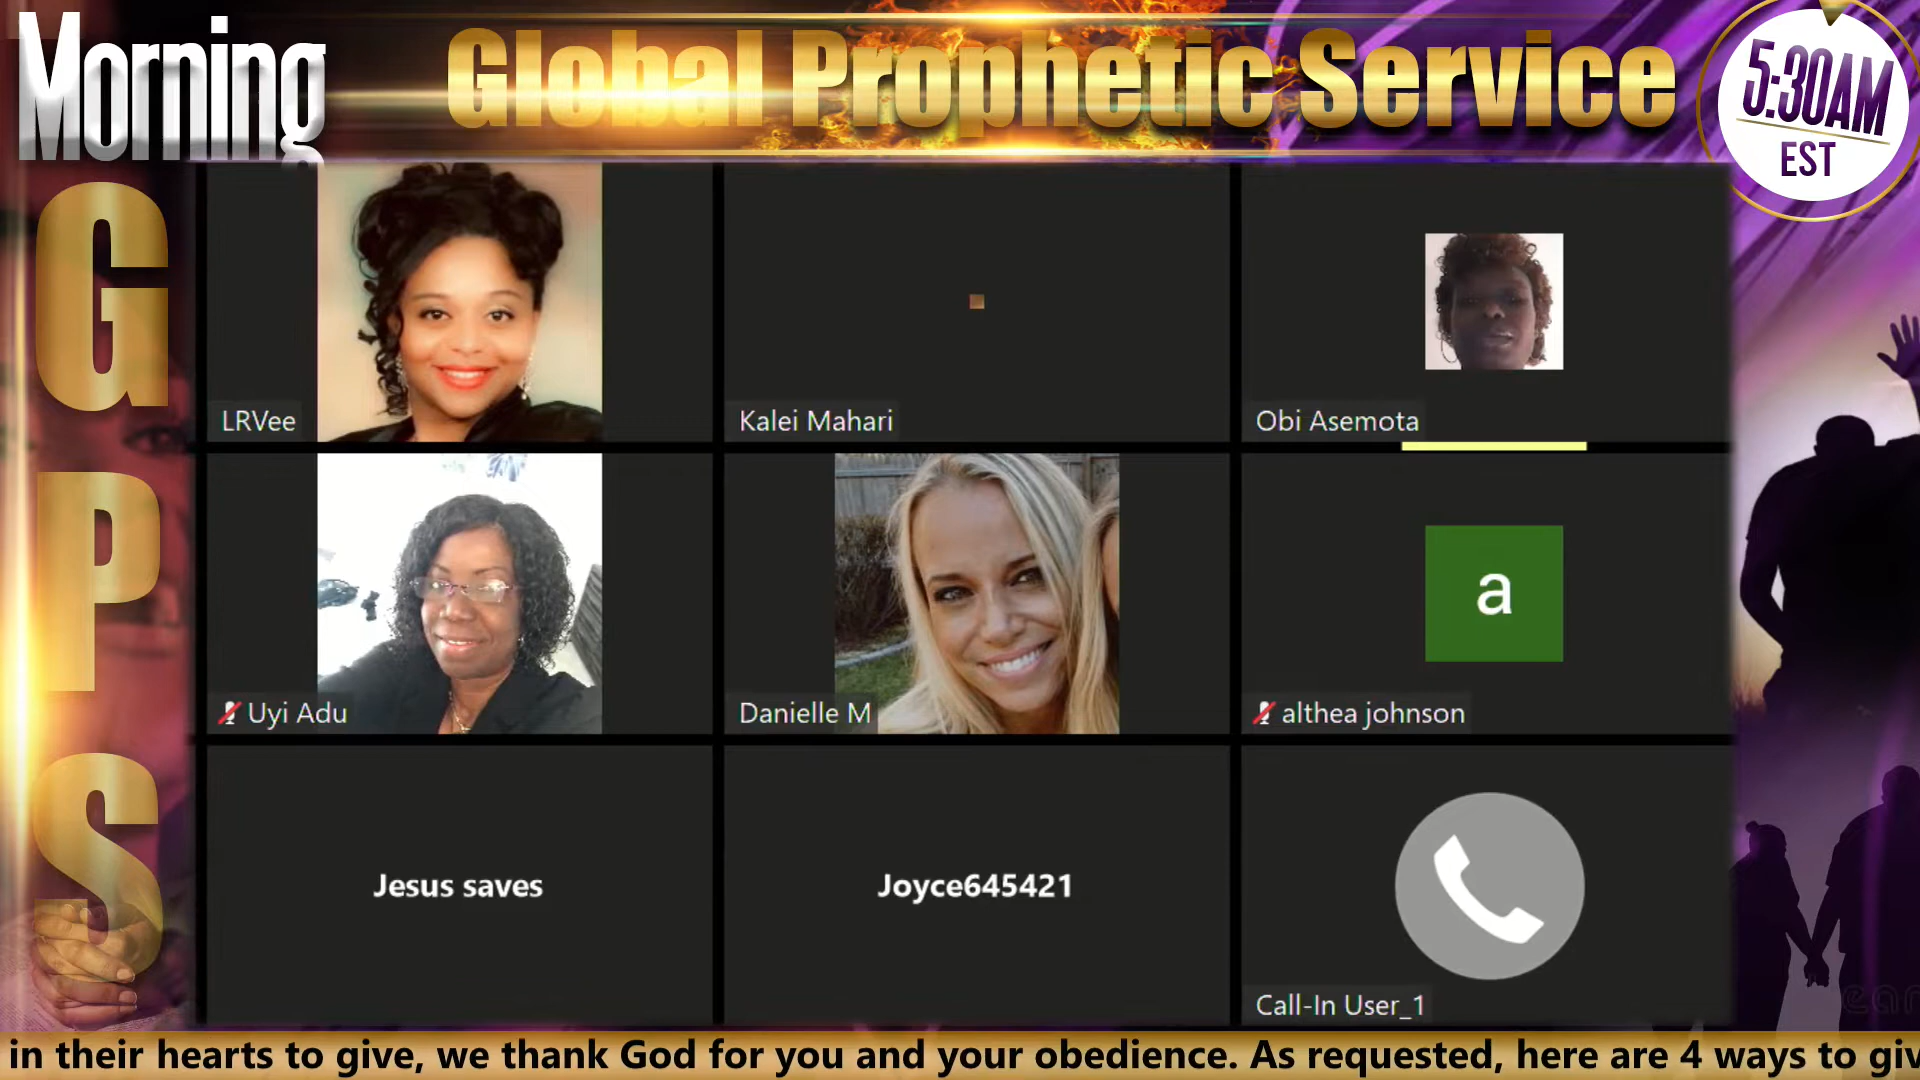 Morning
Global Prophetic Service
5:30AM
EST
GPS
LRVee
Kalei Mahari
Obi Asemota
Uyi Adu
Danielle M
a
althea johnson
Jesus saves
Joyce645421
Call-In User_1
in their hearts to give, we thank God for you and your obedience. As requested, here are 4 ways to giv